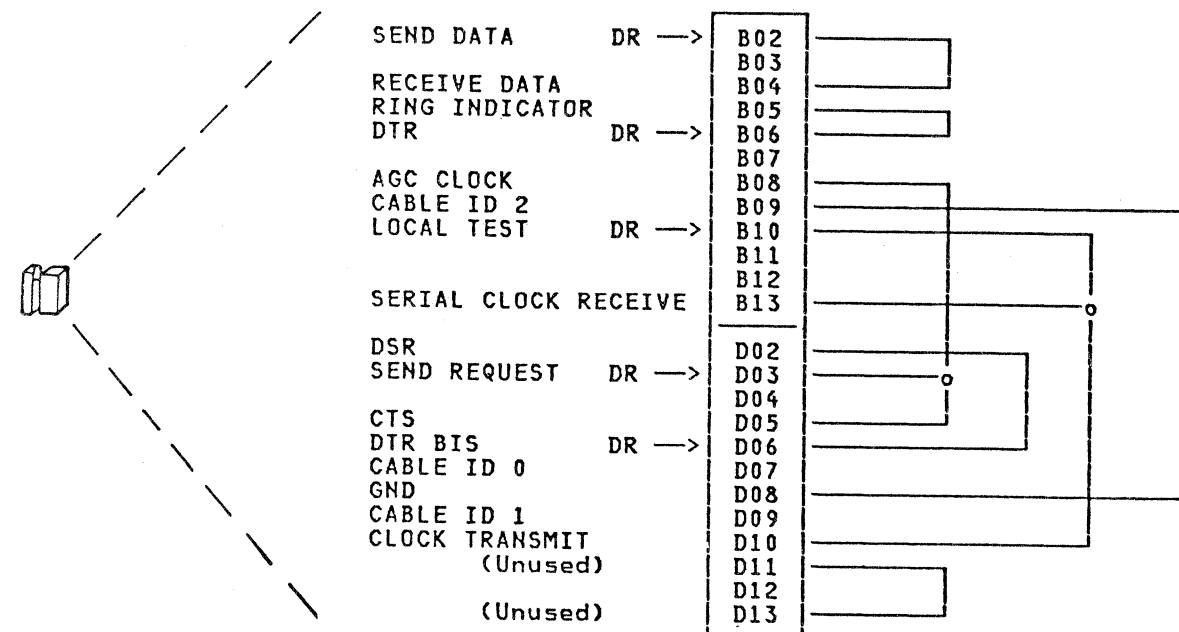 SEND DATA DR —> B02
B03
RECEIVE DATA B04
RING INDICATOR B05
DTR DR —> B06
B07
AGC CLOCK B08
CABLE ID 2 B09
LOCAL TEST DR —> B10
B11
B12
SERIAL CLOCK RECEIVE B13
DSR D02
SEND REQUEST DR —> D03
D04
CTS D05
DTR BIS DR —> D06
CABLE ID 0 D07
GND D08
CABLE ID 1 D09
CLOCK TRANSMIT D10
(Unused) D11
D12
(Unused) D13